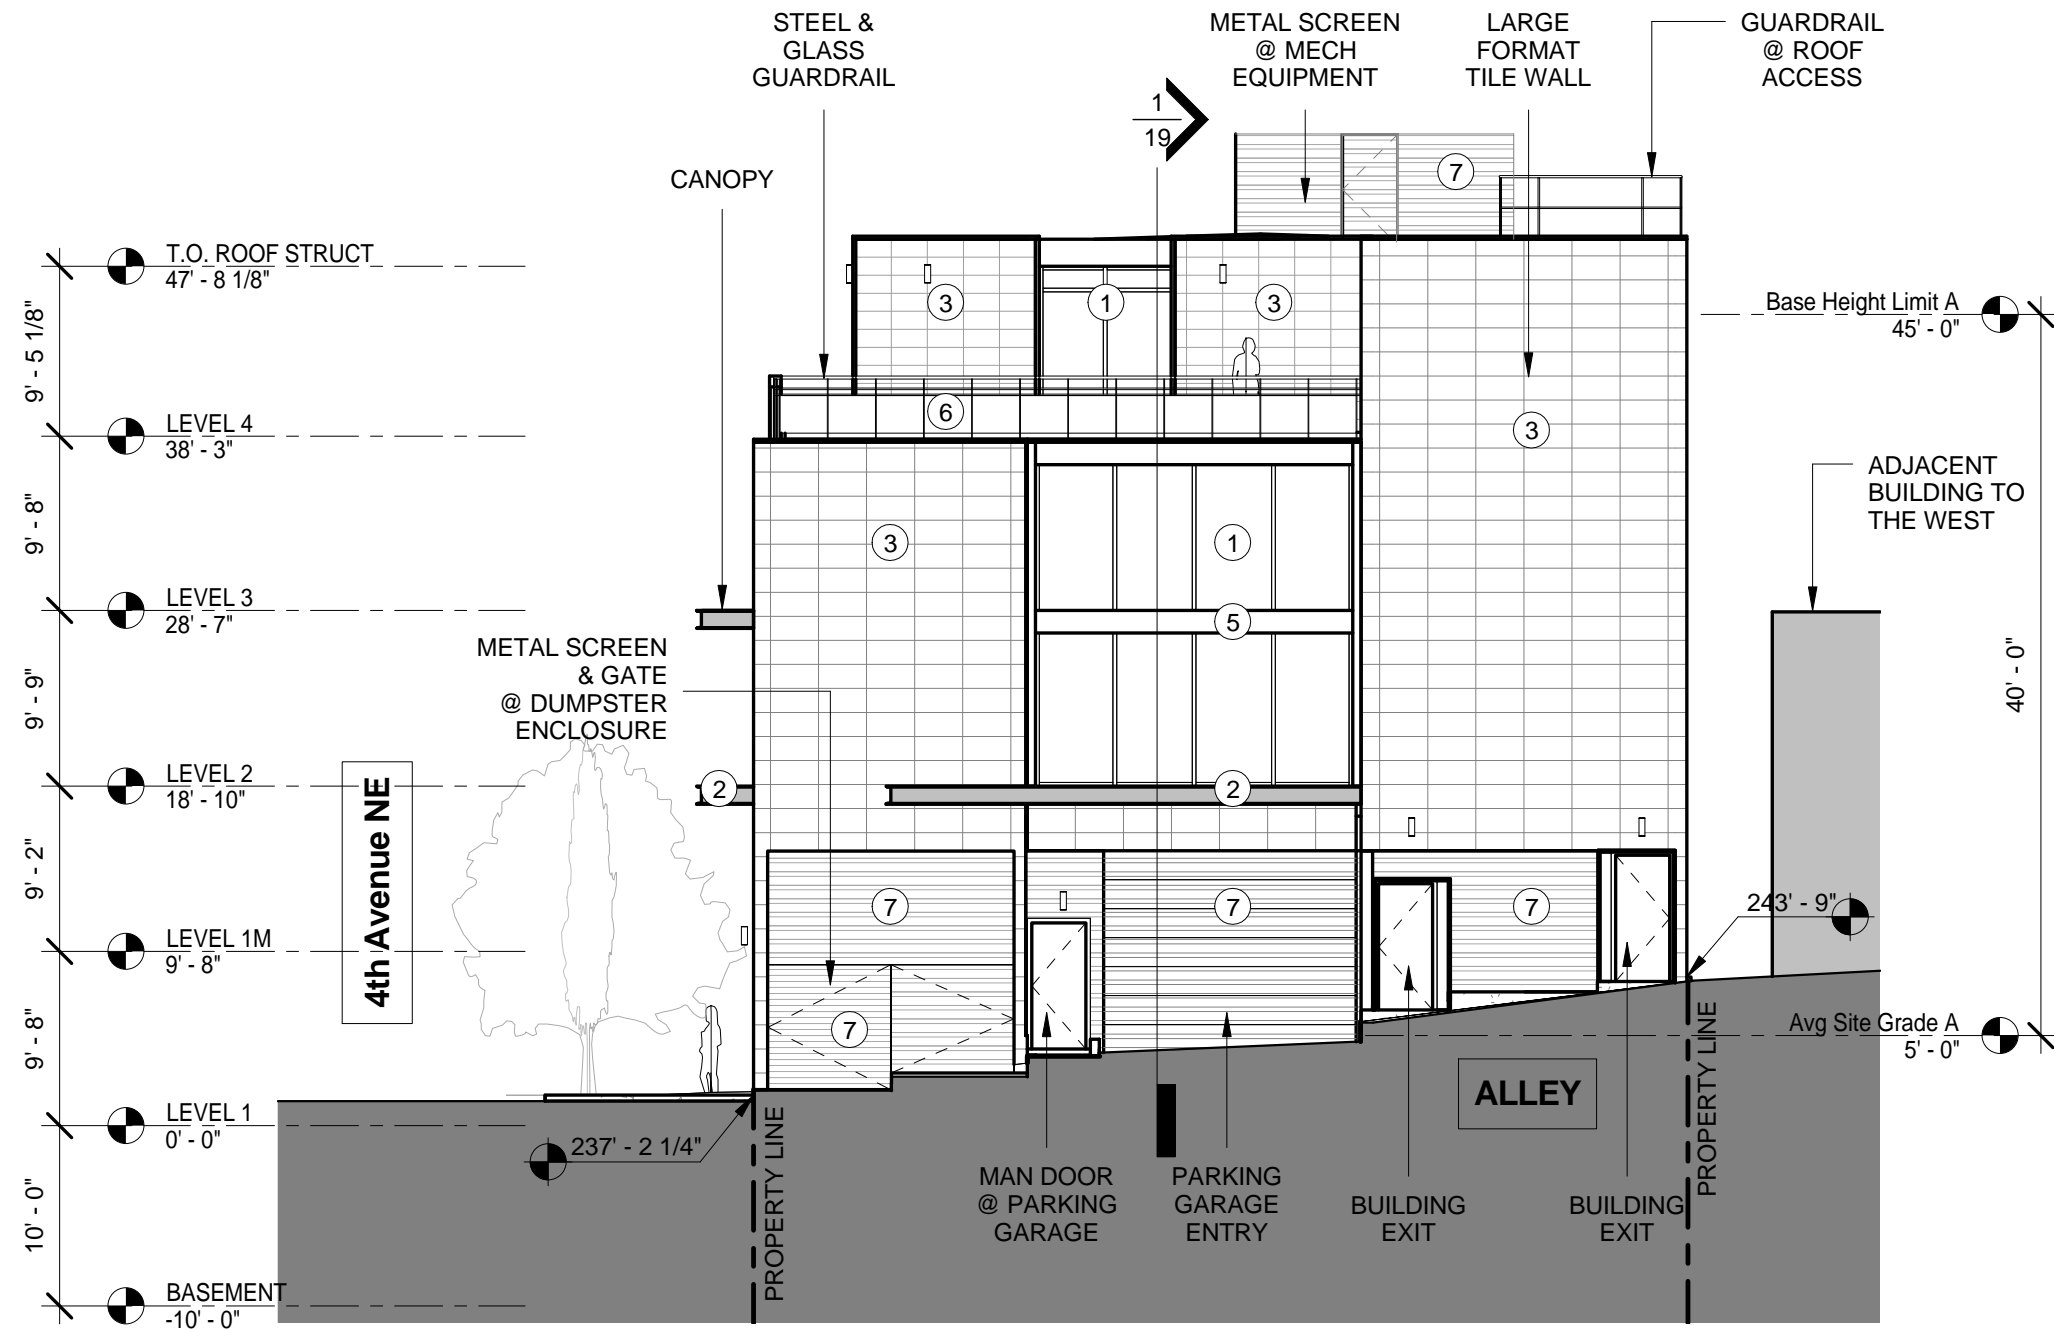 STEEL &
GLASS
GUARDRAIL
METAL SCREEN
@ MECH
EQUIPMENT
LARGE
FORMAT
TILE WALL
GUARDRAIL
@ ROOF
ACCESS
1
19
CANOPY
7
T.O. ROOF STRUCT
47' - 8 1/8"
3
1
3
Base Height Limit A
45' - 0"
9' - 5 1/8"
LEVEL 4
38' - 3"
6
3
ADJACENT
BUILDING TO
THE WEST
9' - 8"
3
1
LEVEL 3
28' - 7"
5
METAL SCREEN
& GATE
@ DUMPSTER
ENCLOSURE
9' - 9"
40' - 0"
LEVEL 2
18' - 10"
2
2
4th Avenue NE
9' - 2"
7
7
7
243' - 9"
LEVEL 1M
9' - 8"
9' - 8"
7
Avg Site Grade A
5' - 0"
ALLEY
PROPERTY LINE
LEVEL 1
0' - 0"
237' - 2 1/4"
PROPERTY LINE
MAN DOOR
@ PARKING
GARAGE
PARKING
GARAGE
ENTRY
BUILDING
EXIT
BUILDING
EXIT
10' - 0"
BASEMENT
-10' - 0"